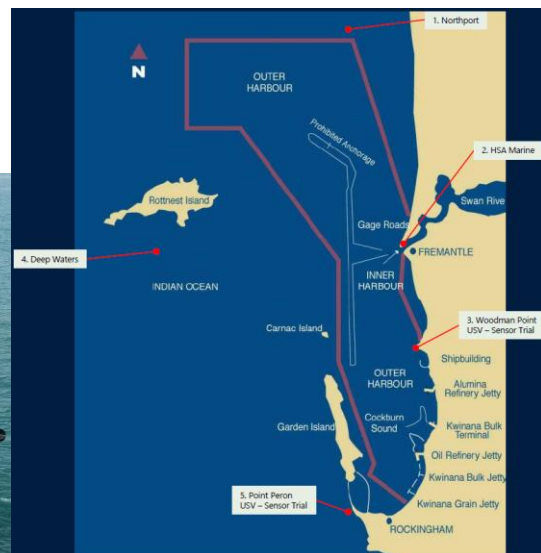 1. Northport
N
OUTER
HARBOUR
Prohibited Anchorage
2. HSA Marine
Rottnest Island
Swan Rive
Gage Roads
4. Deep Waters
FREMANTLE
INNER
HARBOUR
INDIAN OCEAN
3. Woodman Point
USV – Sensor Trial
Carnac Island
Shipbuilding
OUTER
HARBOUR
Alumina
Refinery Jetty
Cockburn
Sound
Garden Island
Kwinana Bulk
Terminal
Oil Refinery Jetty
Kwinana Bulk Jetty
5. Point Peron
USV – Sensor Trial
Kwinana Grain Jetty
ROCKINGHAM